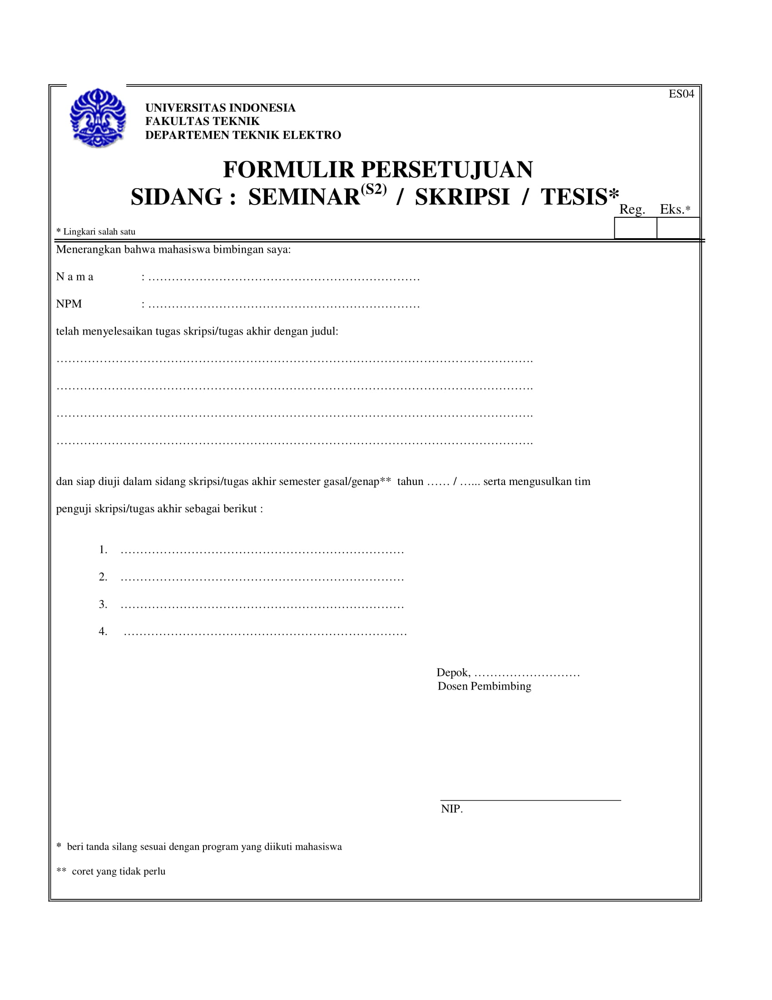 ES04
UNIVERSITAS INDONESIA
FAKULTAS TEKNIK
DEPARTEMEN TEKNIK ELEKTRO
FORMULIR PERSETUJUAN
SIDANG : SEMINAR(S2) / SKRIPSI / TESIS*
Reg. Eks.*
* Lingkari salah satu
Menerangkan bahwa mahasiswa bimbingan saya:
N a m a : ……………………………………………………………
NPM : ……………………………………………………………
telah menyelesaikan tugas skripsi/tugas akhir dengan judul:
………………………………………………………………………………………………………….
………………………………………………………………………………………………………….
………………………………………………………………………………………………………….
………………………………………………………………………………………………………….
dan siap diuji dalam sidang skripsi/tugas akhir semester gasal/genap** tahun …… / …... serta mengusulkan tim
penguji skripsi/tugas akhir sebagai berikut :
1. ………………………………………………………………
2. ………………………………………………………………
3. ………………………………………………………………
4. ………………………………………………………………
Depok, ………………………
Dosen Pembimbing
NIP.
* beri tanda silang sesuai dengan program yang diikuti mahasiswa
** coret yang tidak perlu